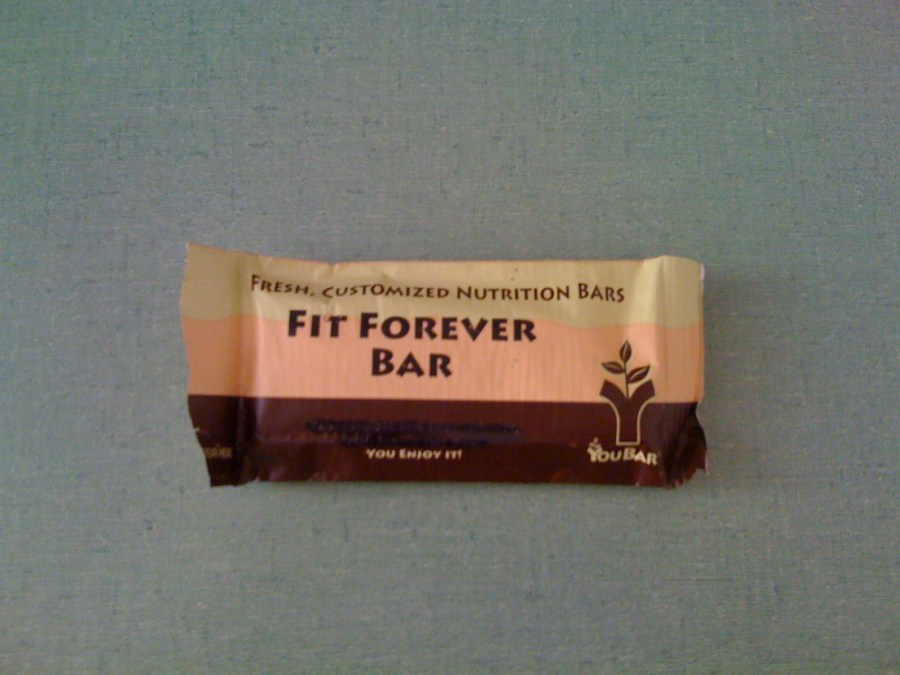 FRESH, CUSTOMIZED NUTRITION BARS
FIT FOREVER
BAR
YOU ENJOY IT!
YOUBAR